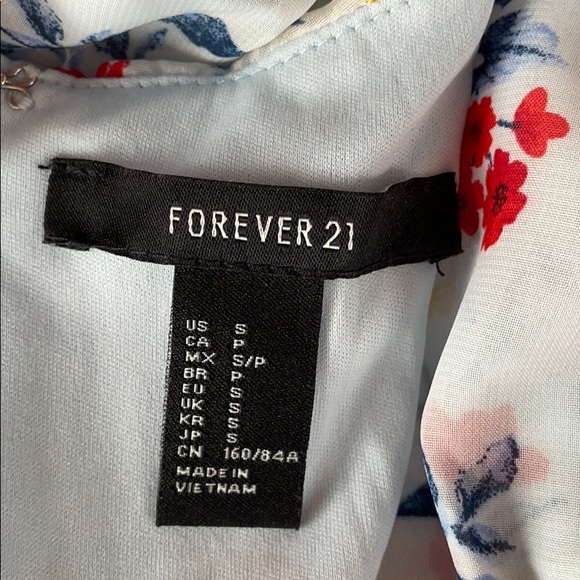 FOREVER 21
US S
CA P
MX S/P
BR P
EU S
UK S
KR S
JP S
CN 160/84A
MADE IN
VIETNAM